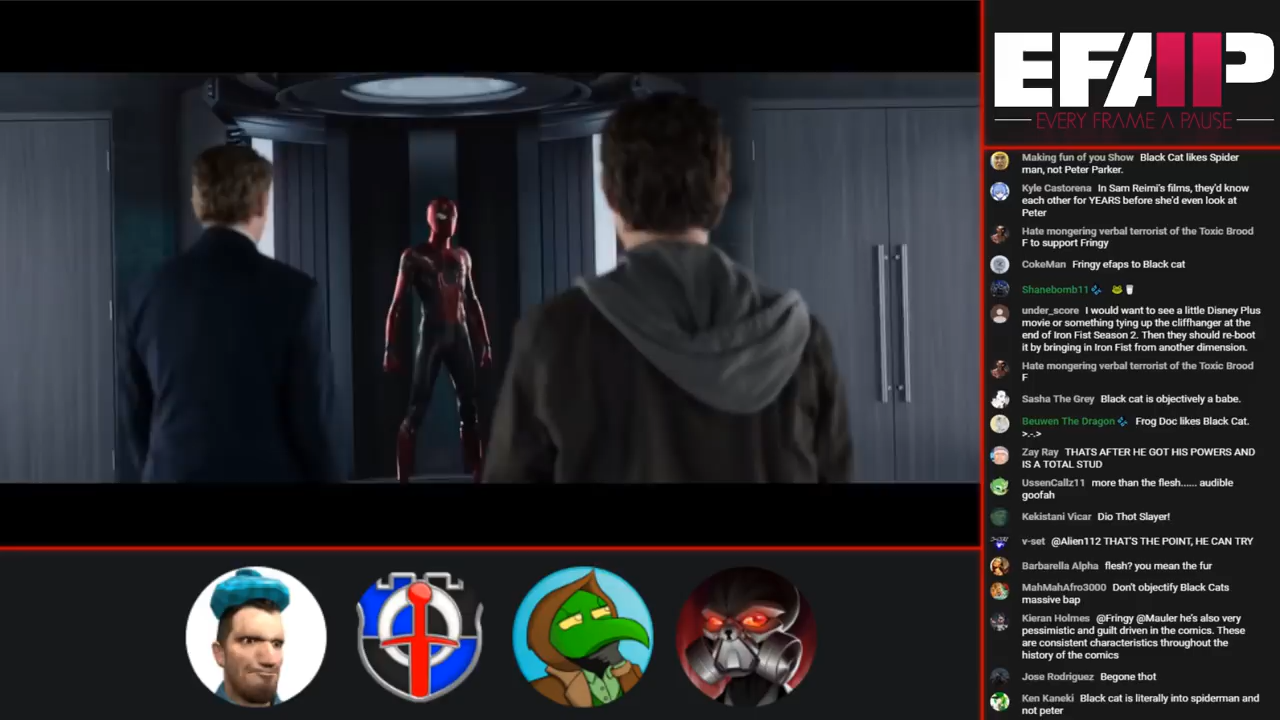 EFAP
EVERY FRAME A PAUSE
Making fun of you Show Black Cat likes Spider
man, not Peter Parker.
Kyle Castorena In Sam Reimi's films, they'd know
each other for YEARS before she'd even look at
Peter
Hate mongering verbal terrorist of the Toxic Brood
F to support Fringy
CokeMan Fringy efaps to Black cat
Shanebomb11
under_score I would want to see a little Disney Plus
movie or something tying up the cliffhanger at the
end of Iron Fist Season 2. Then they should re-boot
it by bringing in Iron Fist from another dimension.
Hate mongering verbal terrorist of the Toxic Brood
F
Sasha The Grey Black cat is objectively a babe.
Beuwen The Dragon Frog Doc likes Black Cat.
>.-.>
Zay Ray THATS AFTER HE GOT HIS POWERS AND
IS A TOTAL STUD
UssenCallz11 more than the flesh...... audible
goofah
Kekistani Vicar Dio Thot Slayer!
v-set @Alien112 THAT'S THE POINT, HE CAN TRY
Barbarella Alpha flesh? you mean the fur
MahMahAfro3000 Don't objectify Black Cats
massive bap
Kieran Holmes @Fringy @Mauler he's also very
pessimistic and guilt driven in the comics. These
are consistent characteristics throughout the
history of the comics
Jose Rodriguez Begone thot
Ken Kaneki Black cat is literally into spiderman and
not peter